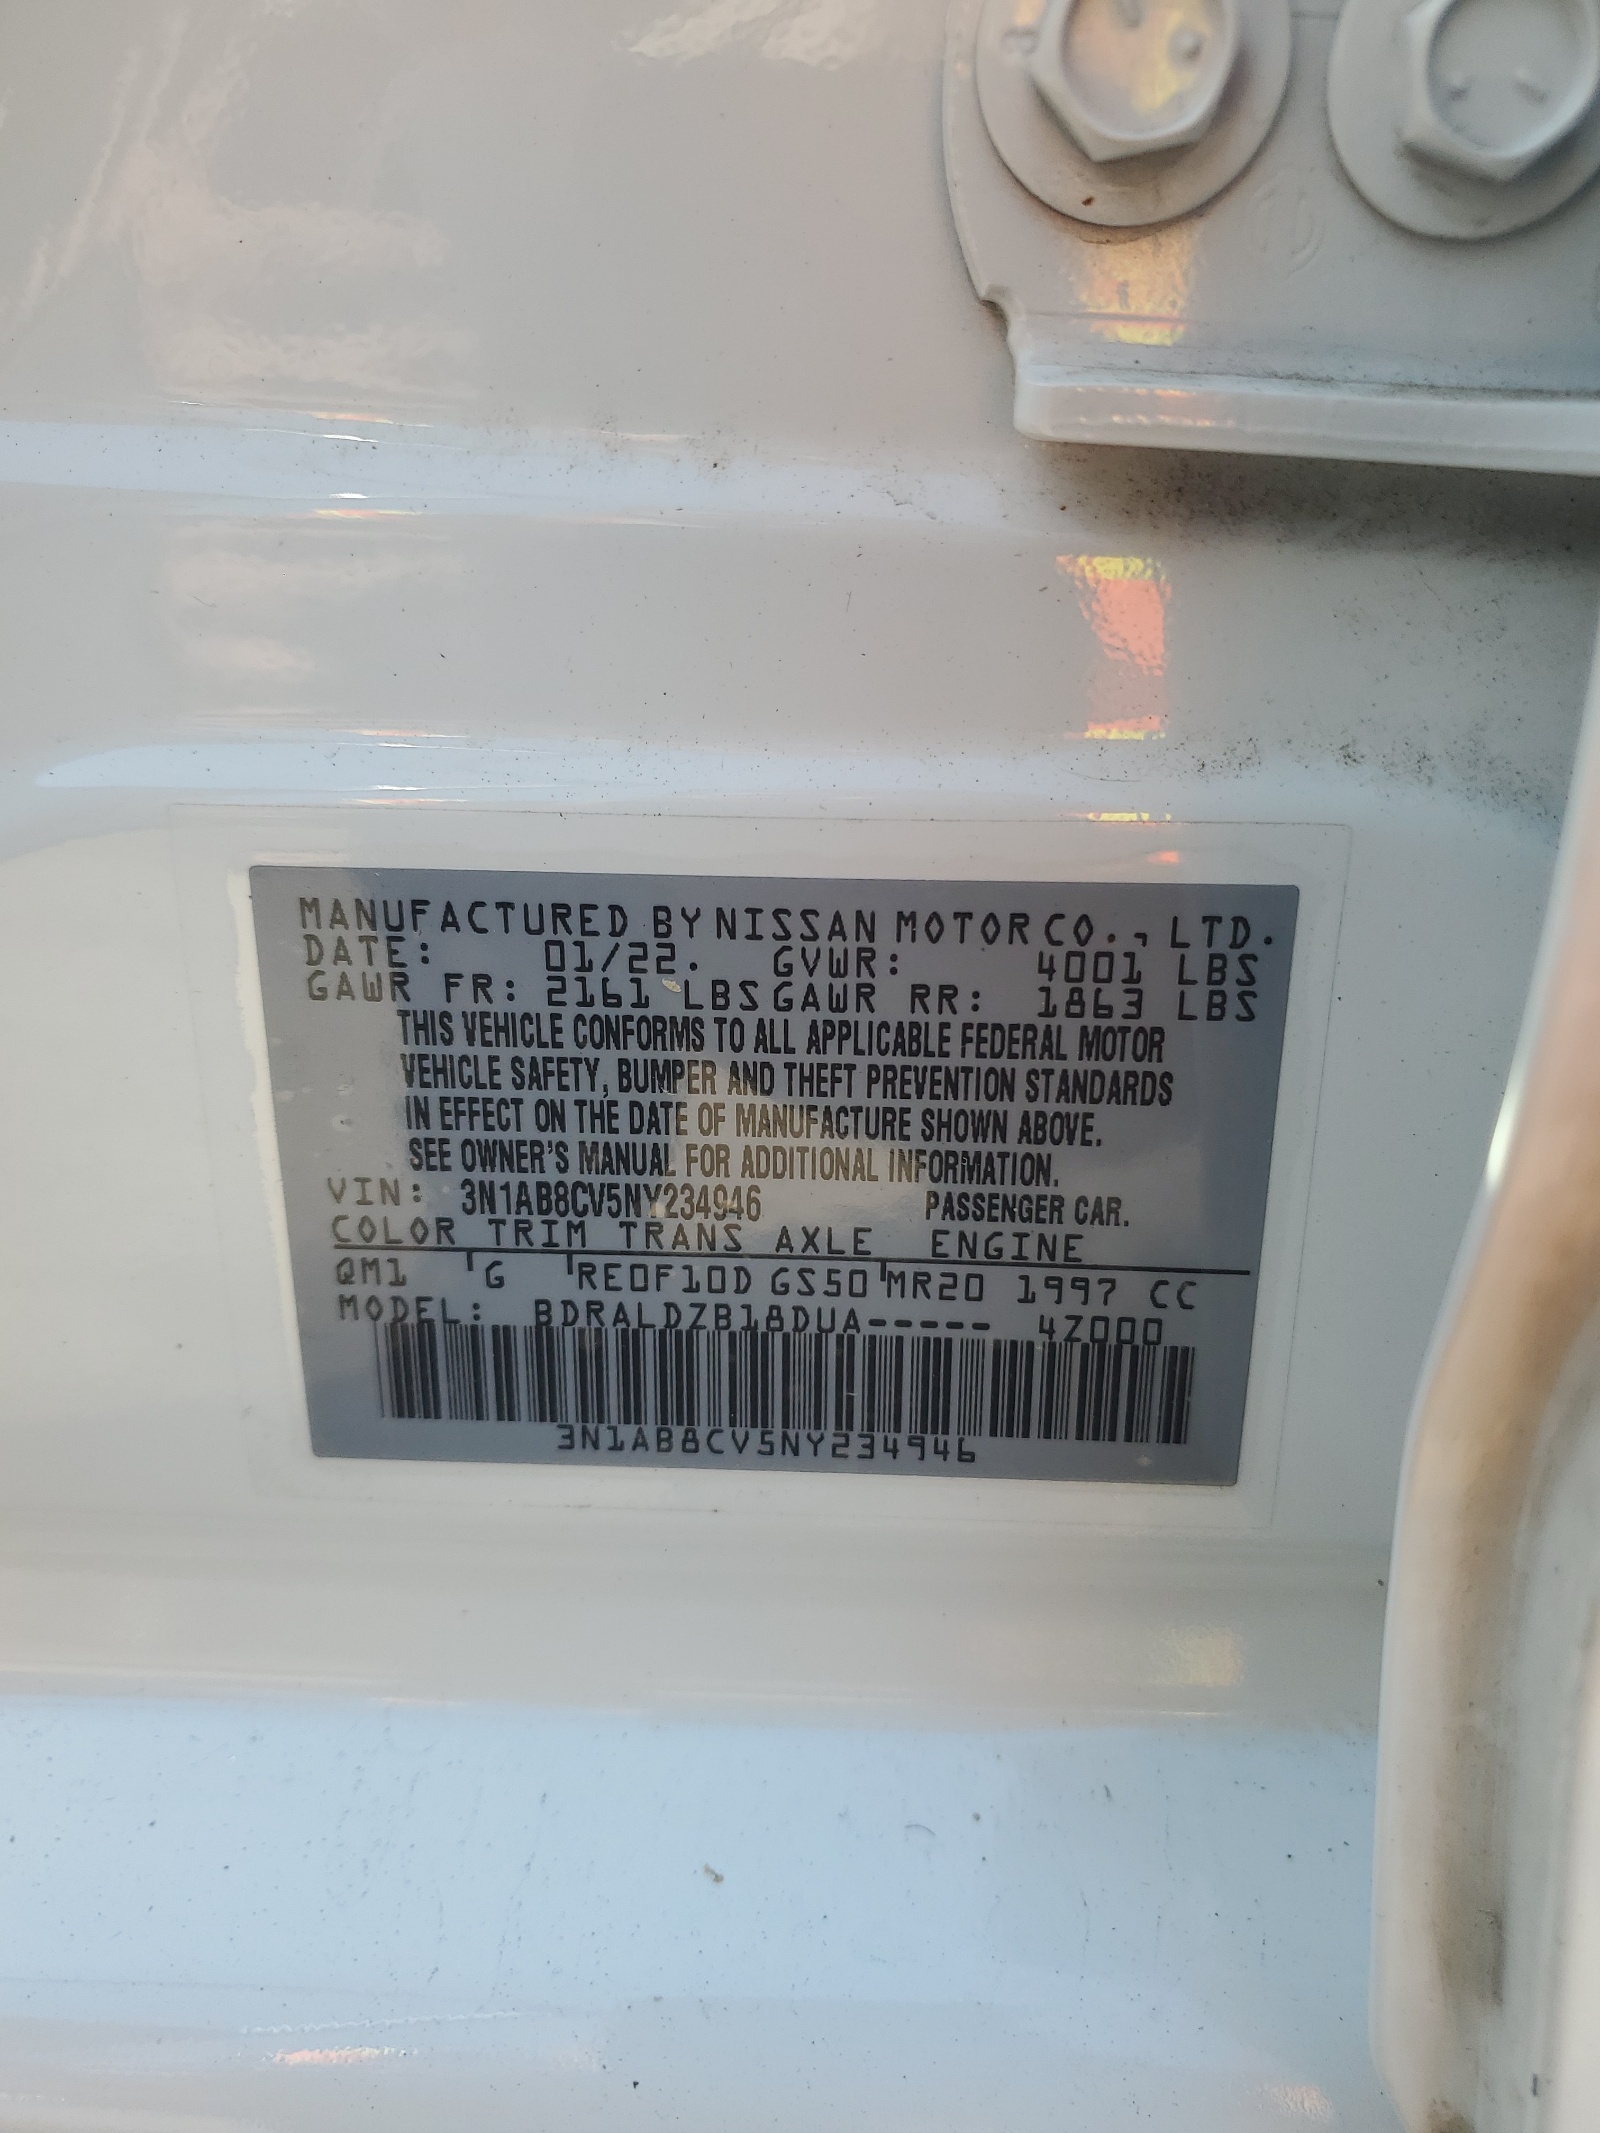 MANUFACTURED BY NISSAN MOTOR CO., LTD.
DATE: 01/22. GVWR: 4001 LBS
GAWR FR: 2161 LBS GAWR RR: 1863 LBS
THIS VEHICLE CONFORMS TO ALL APPLICABLE FEDERAL MOTOR
VEHICLE SAFETY, BUMPER AND THEFT PREVENTION STANDARDS
IN EFFECT ON THE DATE OF MANUFACTURE SHOWN ABOVE.
SEE OWNER'S MANUAL FOR ADDITIONAL INFORMATION.
VIN: 3N1AB8CV5NY234946 PASSENGER CAR.
COLOR TRIM TRANS AXLE ENGINE
QM1 G RE0F10D GS50 MR20 1997 CC
MODEL: BDRALDZB18DUA----- 4Z000
3N1AB8CV5NY234946